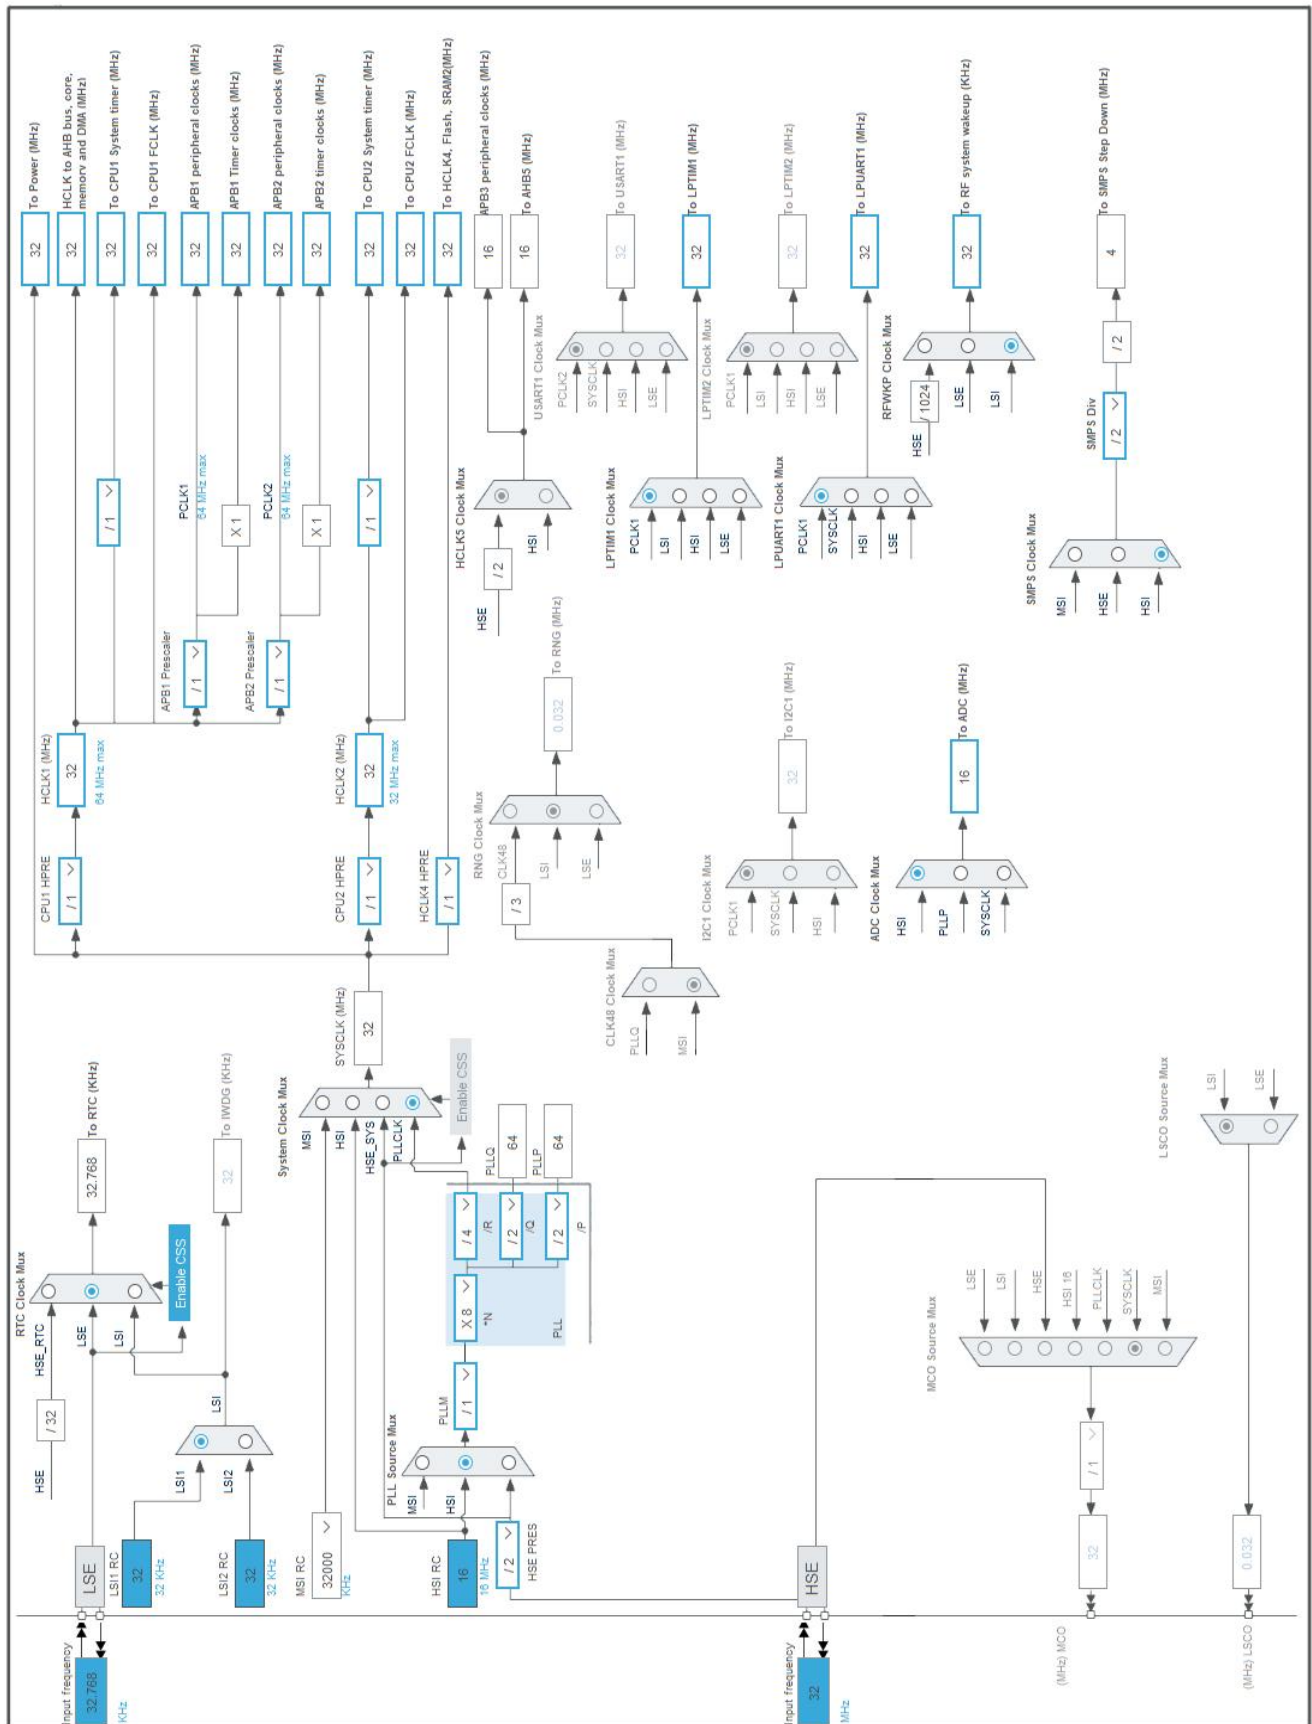 Input frequency
32.768
KHz
LSE
LSI1 RC
32
32 KHz
LSI2 RC
32
32 KHz
HSE
/ 32
HSE_RTC
LSI1
LSI2
LSI
RTC Clock Mux
LSE
LSI
Enable CSS
32.768
To RTC (KHz)
32
To IWDG (KHz)
MSI RC
32000
KHz
HSI RC
16
16 MHz
/ 2
HSE PRES
PLL Source Mux
MSI
HSI
PLLM
/ 1
X 8
*N
PLL
/ 4
/R
/ 2
/Q
/ 2
/P
PLLQ
64
PLLP
64
System Clock Mux
MSI
HSI
HSE_SYS
PLLCLK
Enable CSS
SYSCLK (MHz)
32
CPU1 HPRE
/ 1
HCLK1 (MHz)
32
64 MHz max
CPU2 HPRE
/ 1
HCLK2 (MHz)
32
32 MHz max
HCLK4 HPRE
/ 1
/ 1
APB1 Prescaler
/ 1
PCLK1
64 MHz max
X 1
APB2 Prescaler
/ 1
PCLK2
64 MHz max
X 1
/ 1
32
To Power (MHz)
32
HCLK to AHB bus, core,
memory and DMA (MHz)
32
To CPU1 System timer (MHz)
32
To CPU1 FCLK (MHz)
32
APB1 peripheral clocks (MHz)
32
APB1 Timer clocks (MHz)
32
APB2 peripheral clocks (MHz)
32
APB2 timer clocks (MHz)
32
To CPU2 System timer (MHz)
32
To CPU2 FCLK (MHz)
32
To HCLK4, Flash, SRAM2(MHz)
16
APB3 peripheral clocks (MHz)
16
To AHB5 (MHz)
HSE
/ 2
HSI
HCLK5 Clock Mux
CLK48 Clock Mux
PLLQ
MSI
/ 3
RNG Clock Mux
CLK48
LSI
LSE
0.032
To RNG (MHz)
USART1 Clock Mux
PCLK2
SYSCLK
HSI
LSE
32
To USART1 (MHz)
LPTIM1 Clock Mux
PCLK1
LSI
HSI
LSE
32
To LPTIM1 (MHz)
LPTIM2 Clock Mux
PCLK1
LSI
HSI
LSE
32
To LPTIM2 (MHz)
I2C1 Clock Mux
PCLK1
SYSCLK
HSI
32
To I2C1 (MHz)
LPUART1 Clock Mux
PCLK1
SYSCLK
HSI
LSE
32
To LPUART1 (MHz)
ADC Clock Mux
HSI
PLLP
SYSCLK
16
To ADC (MHz)
RFWKP Clock Mux
HSE
/ 1024
LSE
LSI
32
To RF system wakeup (KHz)
SMPS Clock Mux
MSI
HSE
HSI
SMPS Div
/ 2
/ 2
4
To SMPS Step Down (MHz)
Input frequency
32
MHz
HSE
MCO Source Mux
LSE
LSI
HSE
HSI 16
PLLCLK
SYSCLK
MSI
/ 1
32
(MHz) MCO
LSCO Source Mux
LSI
LSE
0.032
(MHz) LSCO